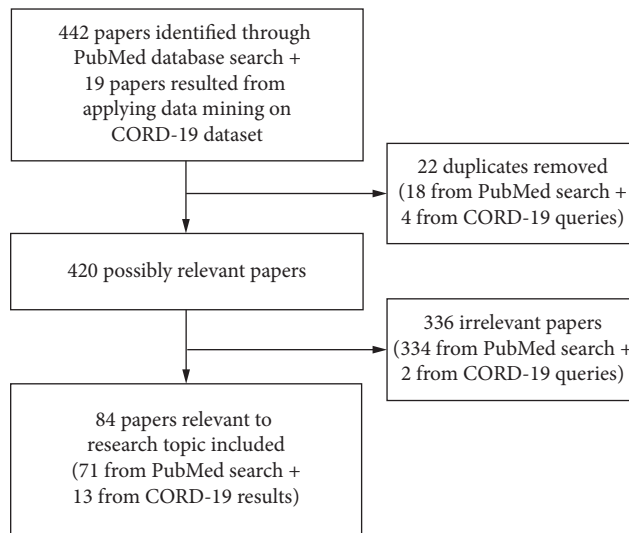 442 papers identified through
PubMed database search +
19 papers resulted from
applying data mining on
CORD-19 dataset
22 duplicates removed
(18 from PubMed search +
4 from CORD-19 queries)
420 possibly relevant papers
336 irrelevant papers
(334 from PubMed search +
2 from CORD-19 queries)
84 papers relevant to
research topic included
(71 from PubMed search +
13 from CORD-19 results)